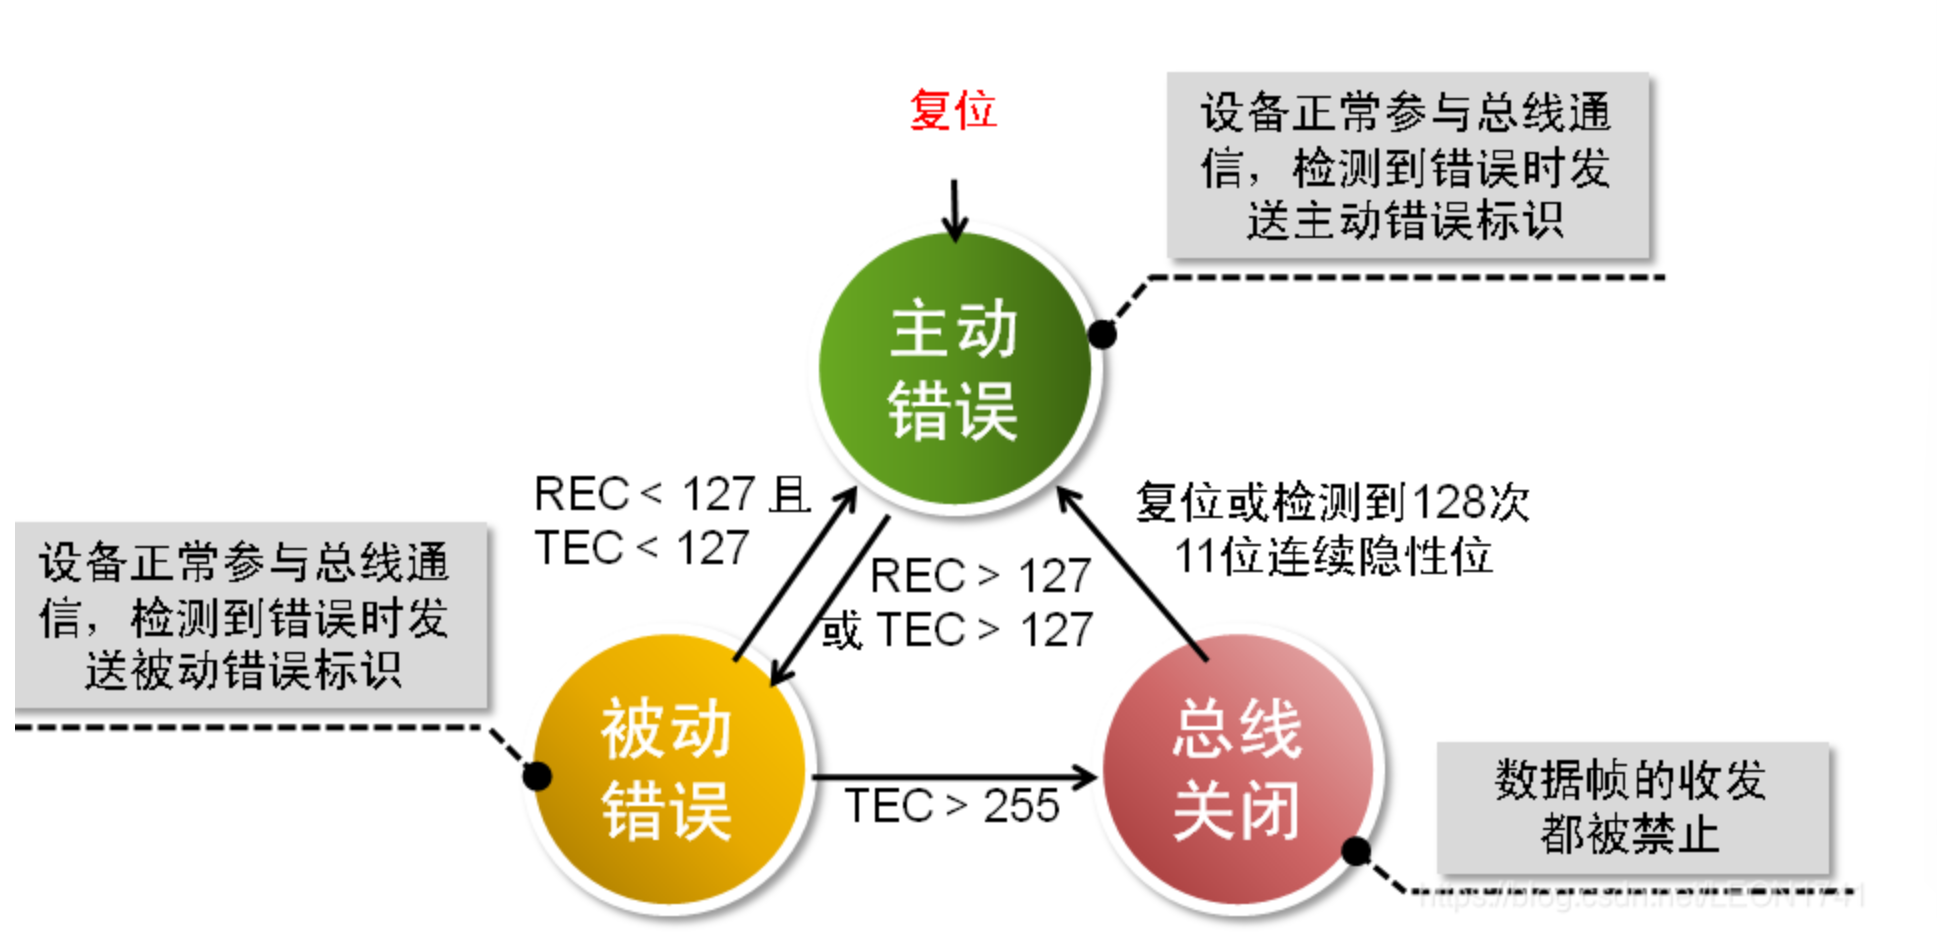 复位
设备正常参与总线通
信，检测到错误时发
送主动错误标识
主动
错误
REC < 127 且
TEC < 127
复位或检测到128次
11位连续隐性位
设备正常参与总线通
信，检测到错误时发
送被动错误标识
REC > 127
或 TEC > 127
被动
错误
TEC > 255
总线
关闭
数据帧的收发
都被禁止
https://blog.csdn.net/LEON1741